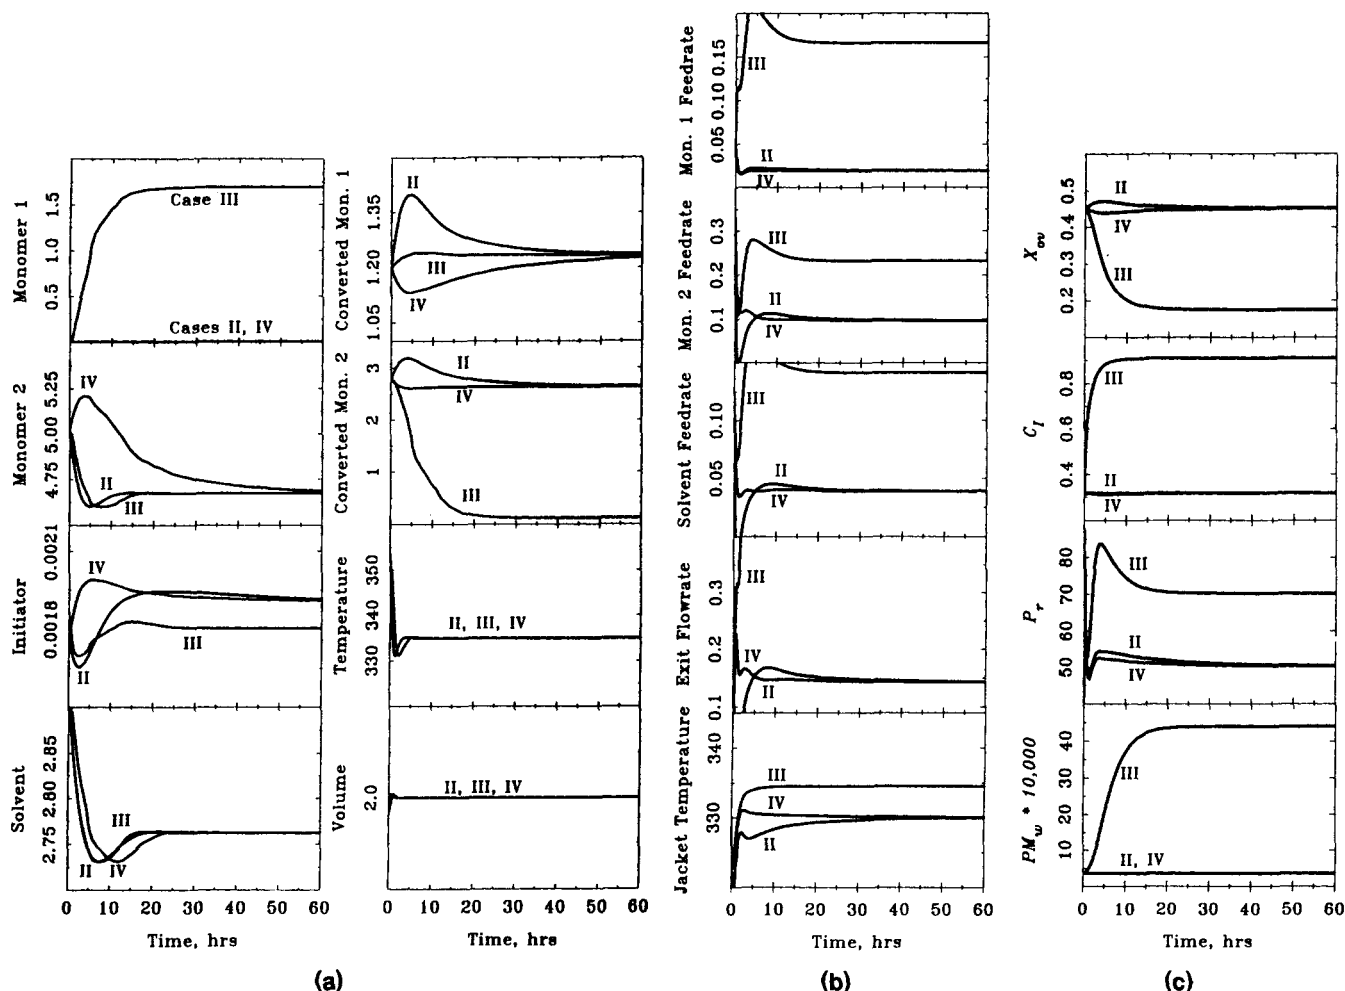 Monomer 1
1.5
1.0
0.5
Case III
Cases II, IV
Monomer 2
5.25
5.00
4.75
IV
II
III
Initiator
0.0021
0.0018
IV
III
II
Solvent
2.85
2.80
2.75
III
II
IV
0 10 20 30 40 50 60
Time, hrs
Converted Mon. 1
1.35
1.20
1.05
II
III
IV
Converted Mon. 2
3
2
1
II
IV
III
Temperature
350
340
330
II, III, IV
Volume
2.0
II, III, IV
0 10 20 30 40 50 60
Time, hrs
(a)
Mon. 1 Feedrate
0.15
0.10
0.05
III
II
IV
Mon. 2 Feedrate
0.3
0.2
0.1
III
II
IV
Solvent Feedrate
0.10
0.05
III
II
IV
Exit Flowrate
0.3
0.2
0.1
III
IV
II
Jacket Temperature
340
330
III
IV
II
0 10 20 30 40 50 60
Time, hrs
(b)
X_ov
0.5
0.4
0.3
0.2
II
IV
III
C_I
0.8
0.6
0.4
III
II
IV
P_r
80
70
60
50
III
II
IV
PM_w * 10,000
40
30
20
10
III
II, IV
0 10 20 30 40 50 60
Time, hrs
(c)